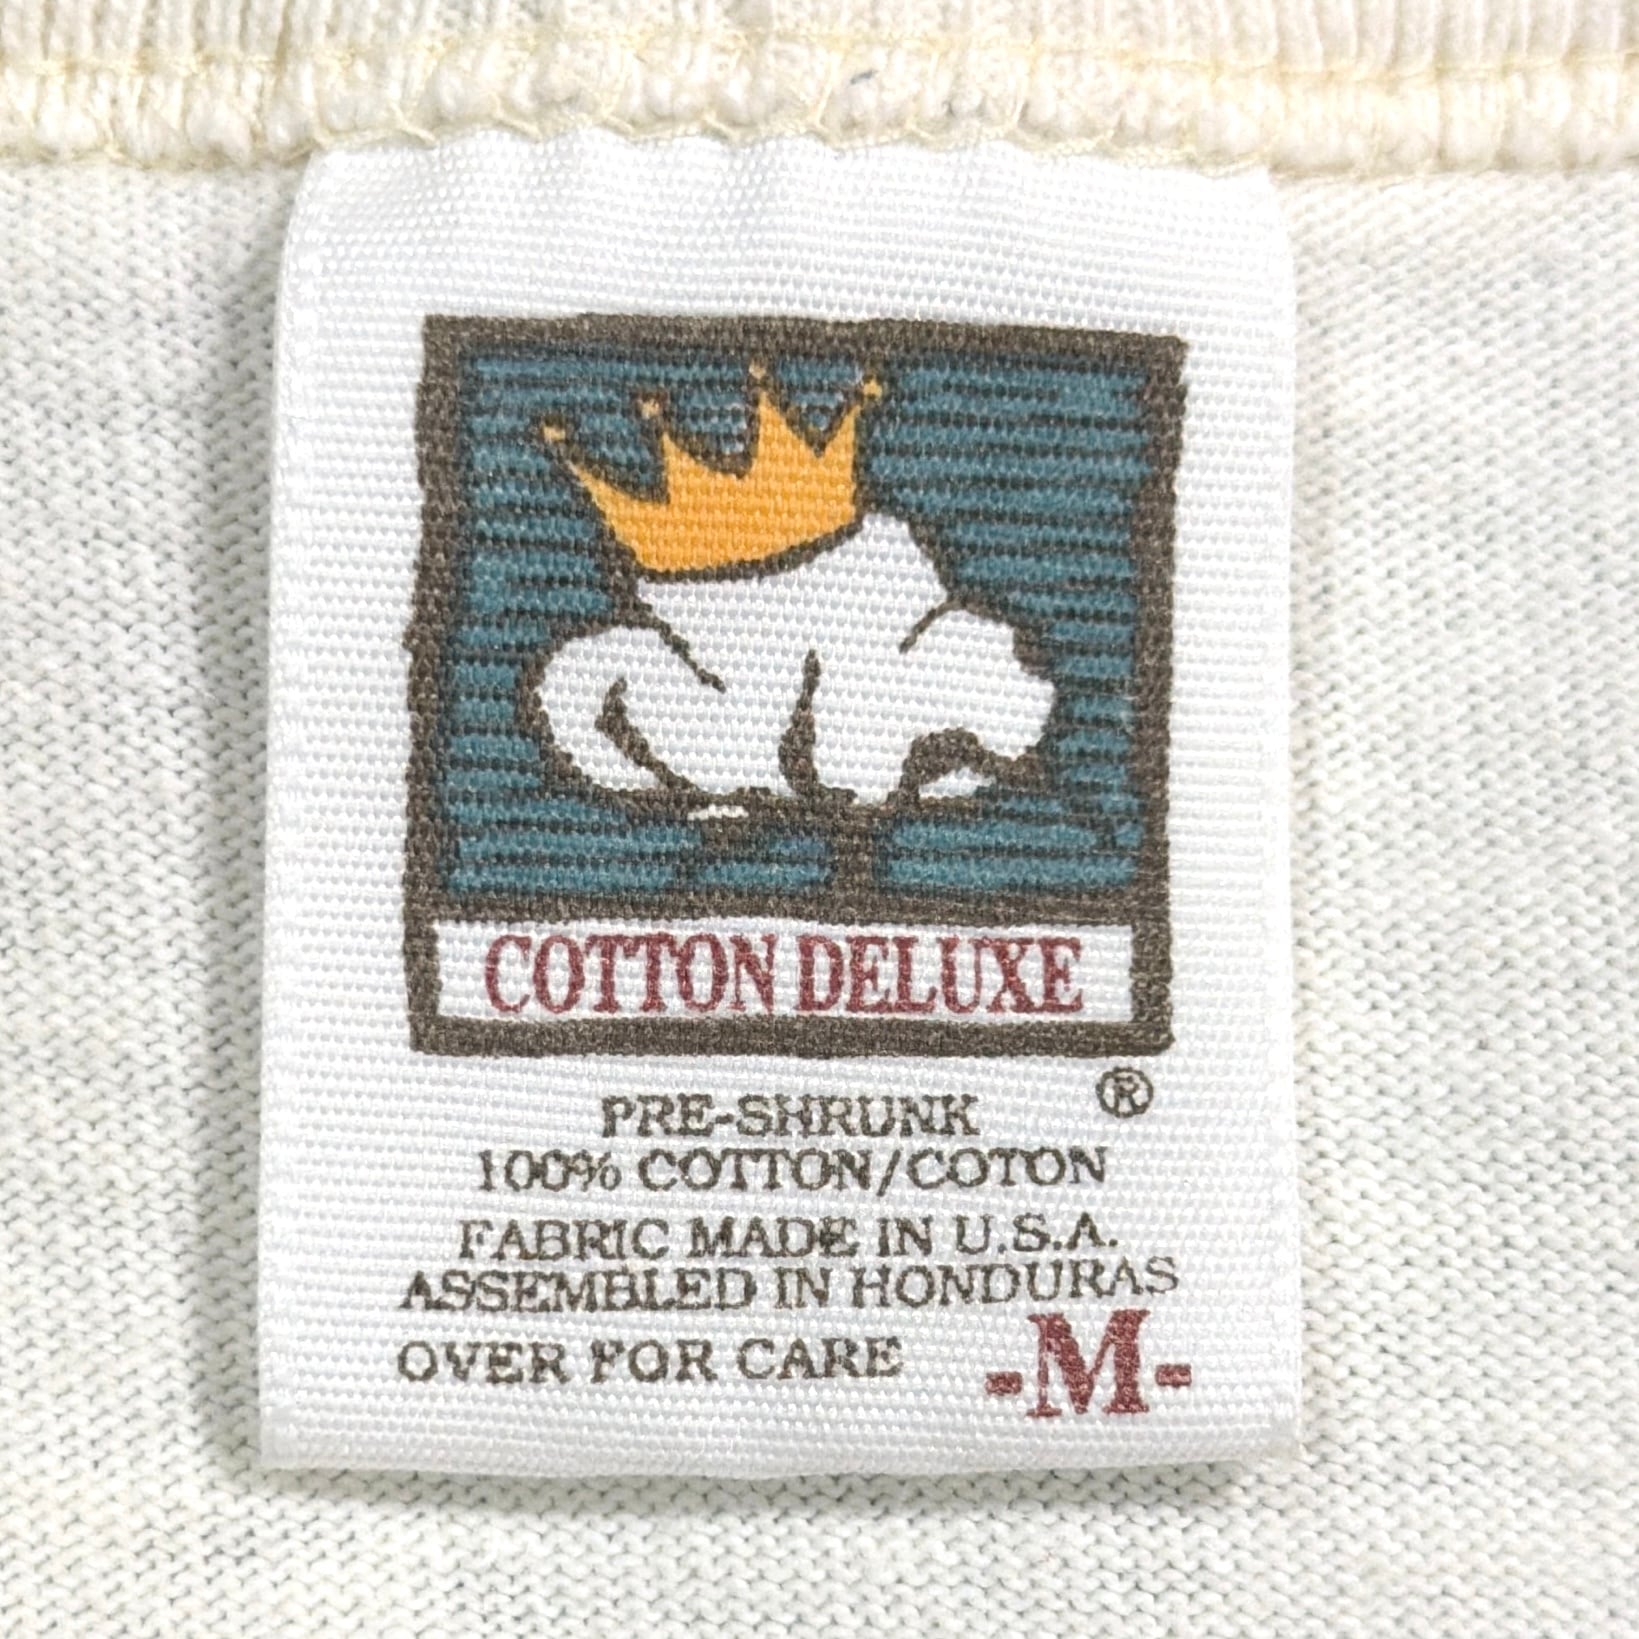 COTTON DELUXE
®
PRE-SHRUNK
100% COTTON/COTON
FABRIC MADE IN U.S.A.
ASSEMBLED IN HONDURAS
OVER FOR CARE -M-